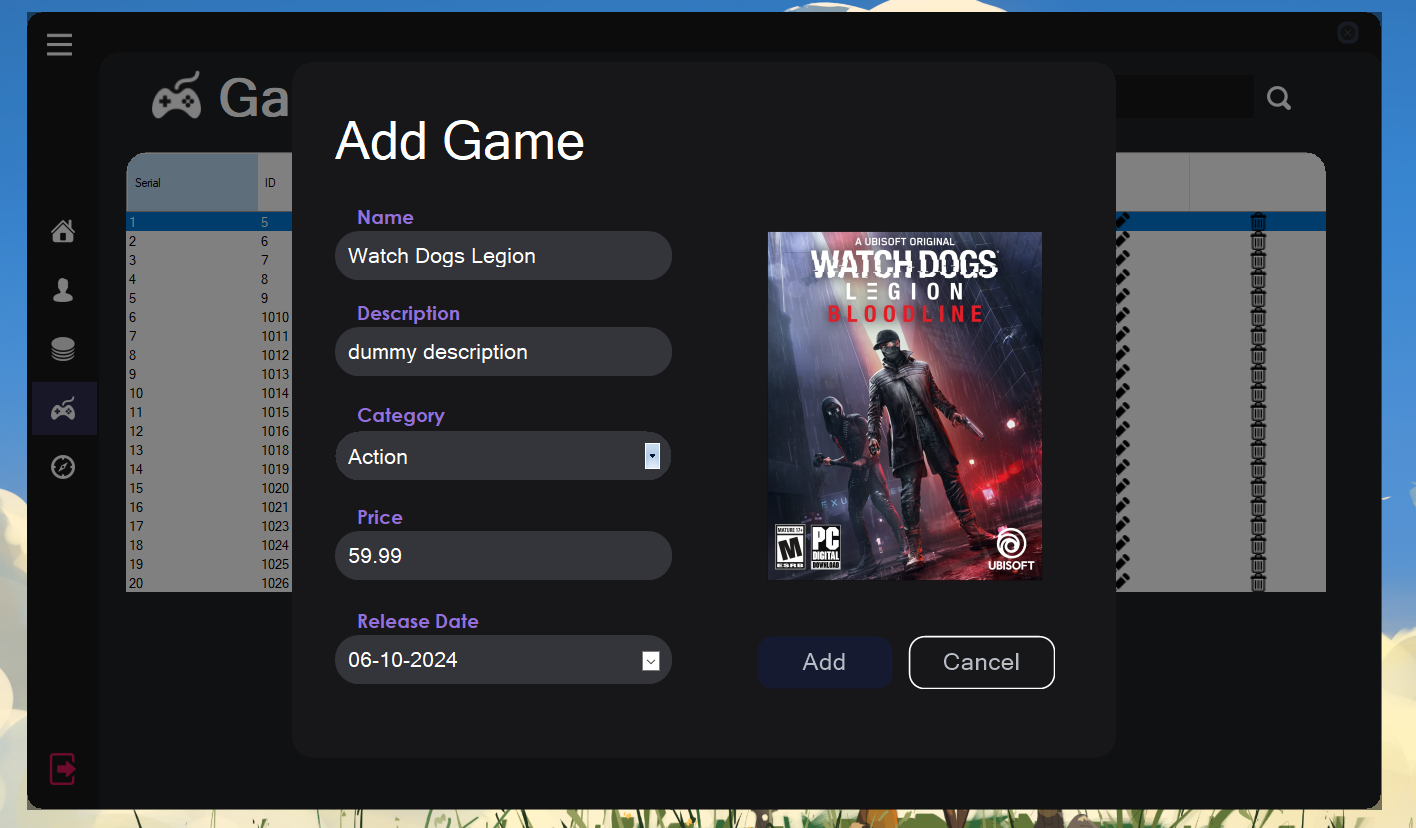 Ga
Add Game
Serial
ID
Name
Watch Dogs Legion
Description
dummy description
Category
Action
Price
59.99
Release Date
06-10-2024
A UBISOFT ORIGINAL
WATCH DOGS
LEGION
BLOODLINE
EXU
MATURE 17+
M
ESRB
PC
DIGITAL
DOWNLOAD
UBISOFT
Add
Cancel
1 5
2 6
3 7
4 8
5 9
6 1010
7 1011
8 1012
9 1013
10 1014
11 1015
12 1016
13 1018
14 1019
15 1020
16 1021
17 1023
18 1024
19 1025
20 1026